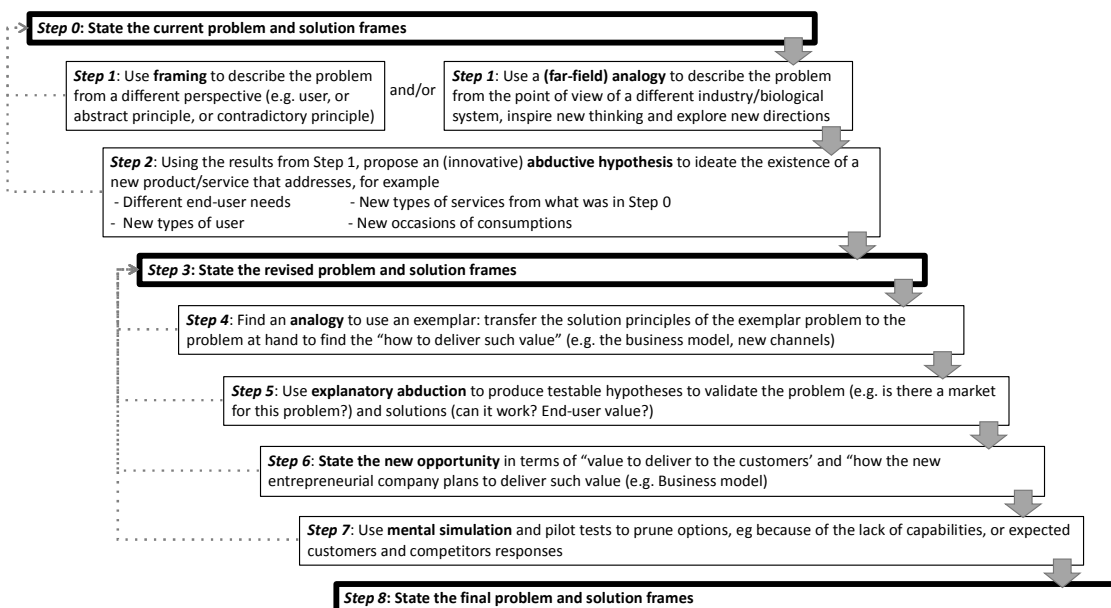 Step 0: State the current problem and solution frames
Step 1: Use framing to describe the problem
from a different perspective (e.g. user, or
abstract principle, or contradictory principle)
and/or
Step 1: Use a (far-field) analogy to describe the problem
from the point of view of a different industry/biological
system, inspire new thinking and explore new directions
Step 2: Using the results from Step 1, propose an (innovative) abductive hypothesis to ideate the existence of a
new product/service that addresses, for example
- Different end-user needs - New types of services from what was in Step 0
- New types of user - New occasions of consumptions
Step 3: State the revised problem and solution frames
Step 4: Find an analogy to use an exemplar: transfer the solution principles of the exemplar problem to the
problem at hand to find the “how to deliver such value” (e.g. the business model, new channels)
Step 5: Use explanatory abduction to produce testable hypotheses to validate the problem (e.g. is there a market
for this problem?) and solutions (can it work? End-user value?)
Step 6: State the new opportunity in terms of “value to deliver to the customers’ and “how the new
entrepreneurial company plans to deliver such value (e.g. Business model)
Step 7: Use mental simulation and pilot tests to prune options, eg because of the lack of capabilities, or expected
customers and competitors responses
Step 8: State the final problem and solution frames